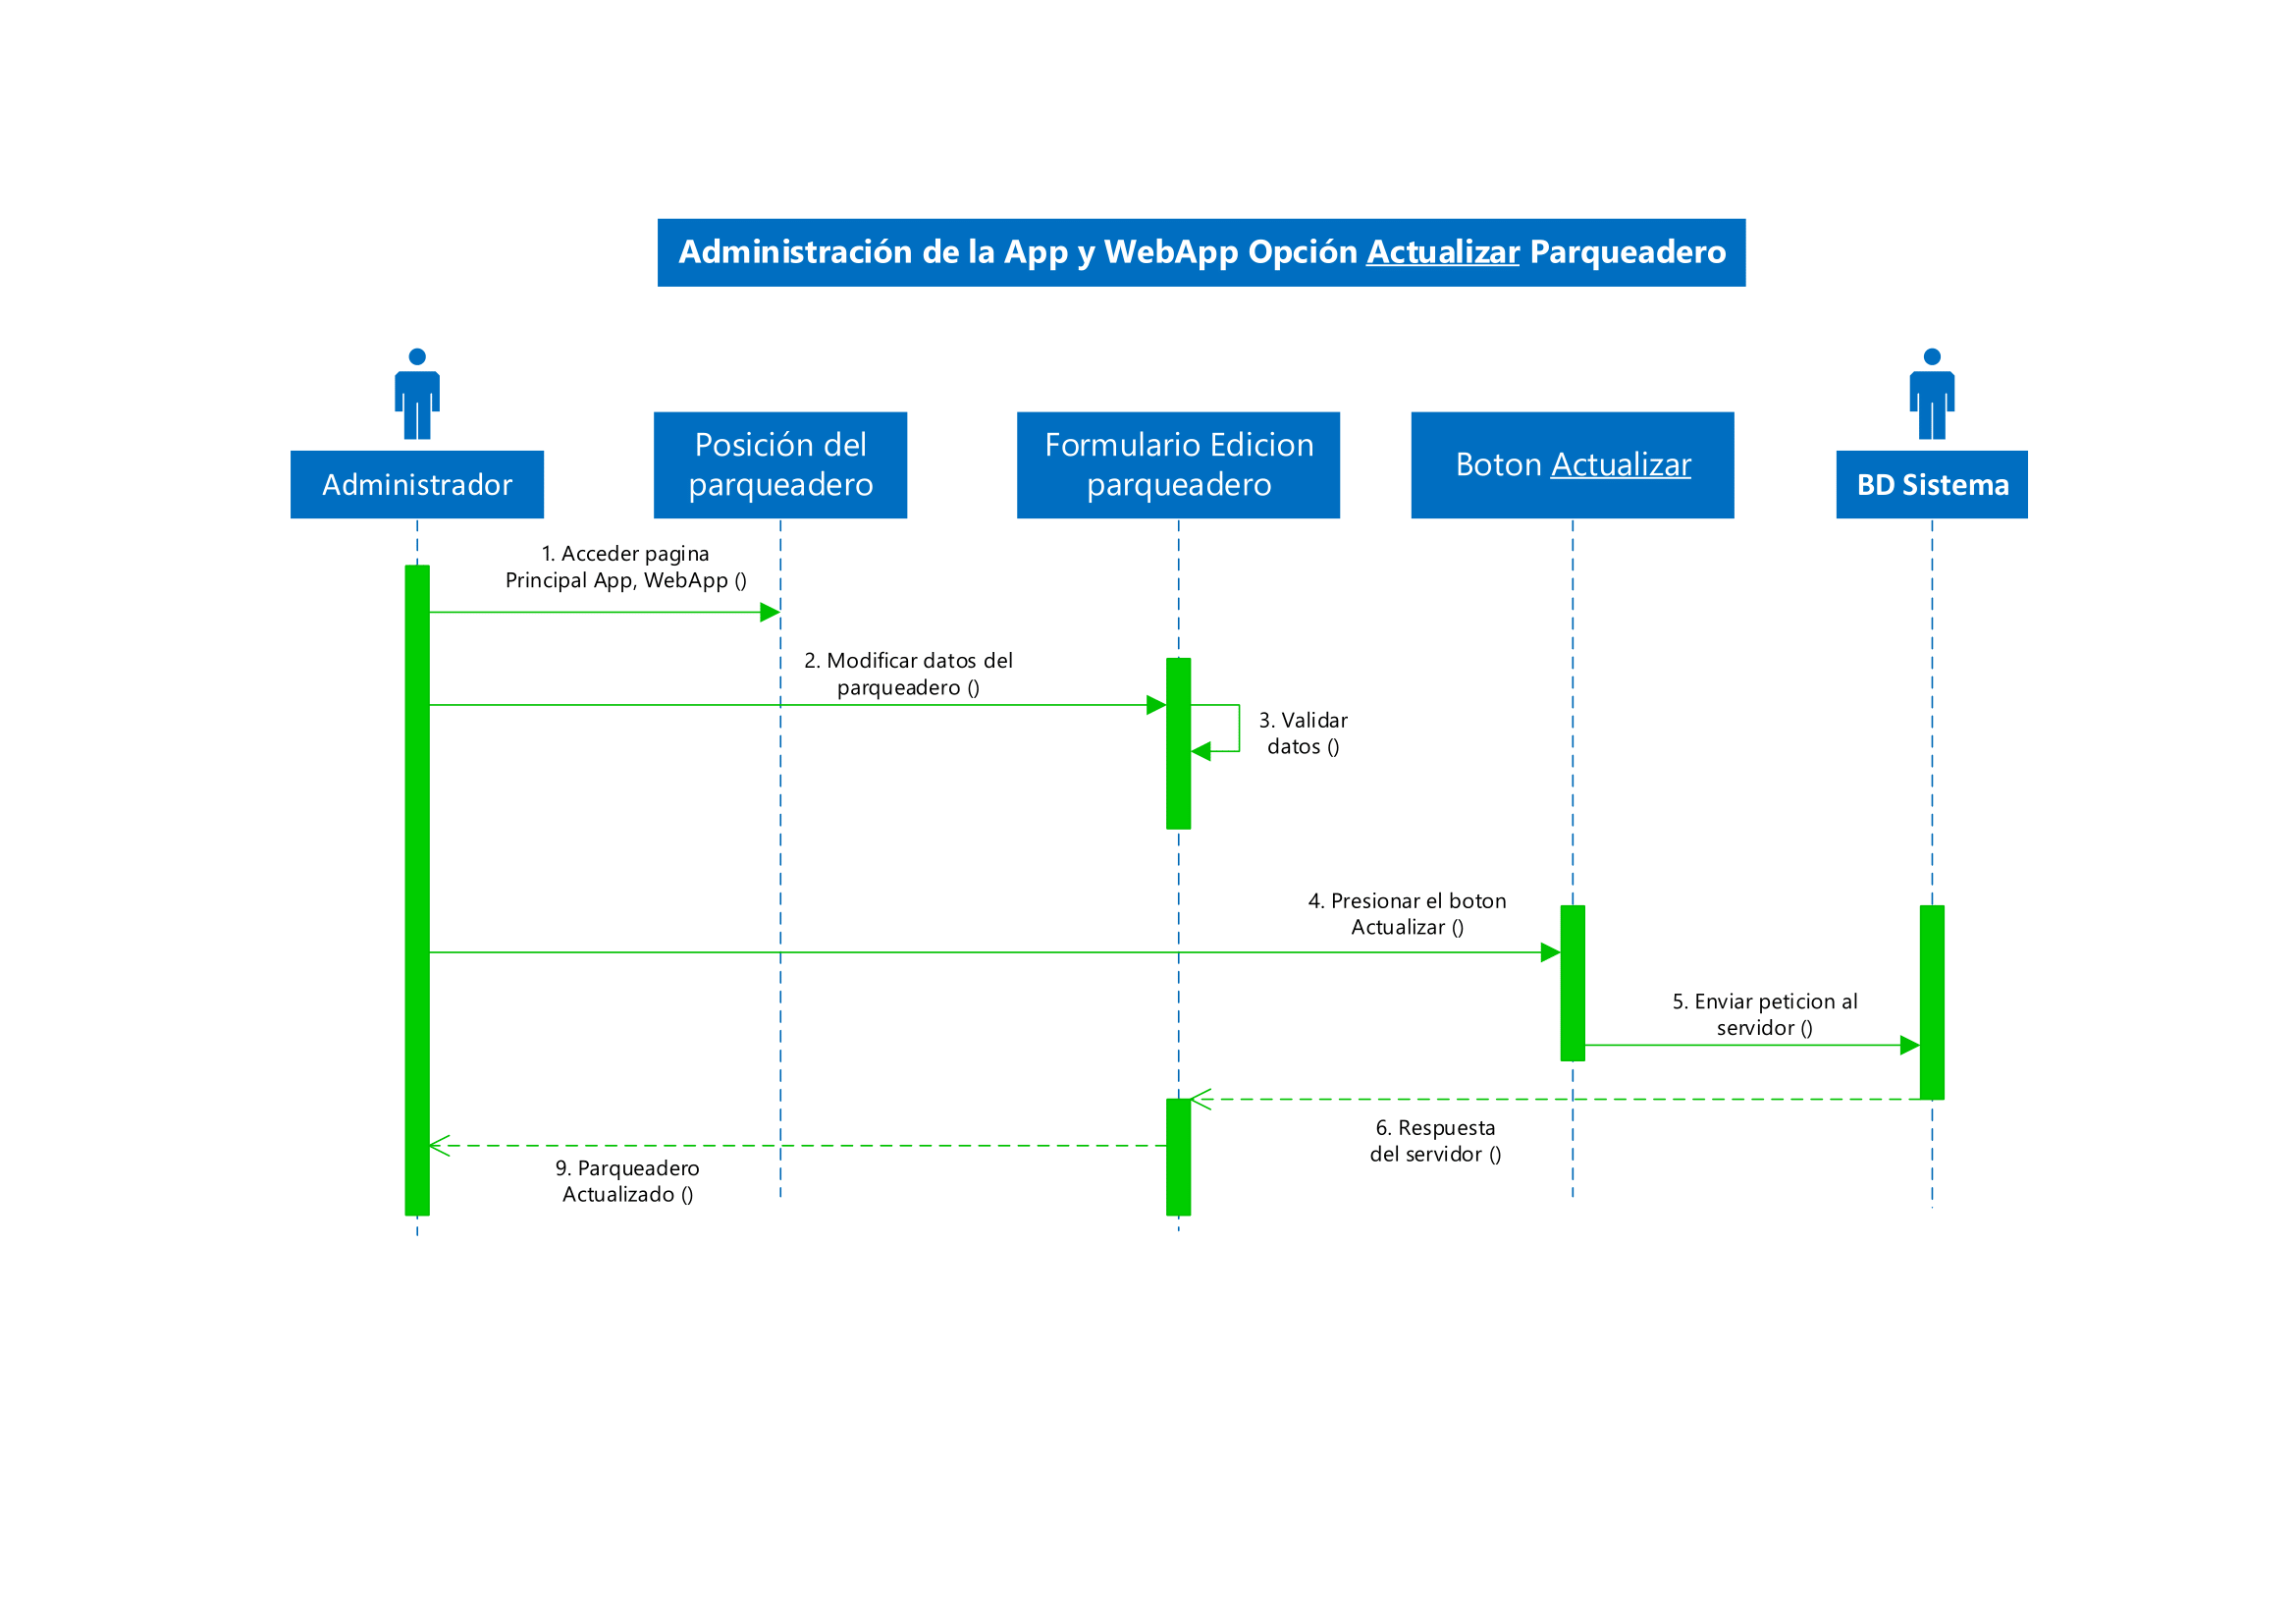 Administración de la App y WebApp Opción Actualizar Parqueadero
Administrador
Posición del
parqueadero
Formulario Edicion
parqueadero
Boton Actualizar
BD Sistema
1. Acceder pagina
Principal App, WebApp ()
2. Modificar datos del
parqueadero ()
3. Validar
datos ()
4. Presionar el boton
Actualizar ()
5. Enviar peticion al
servidor ()
6. Respuesta
del servidor ()
9. Parqueadero
Actualizado ()